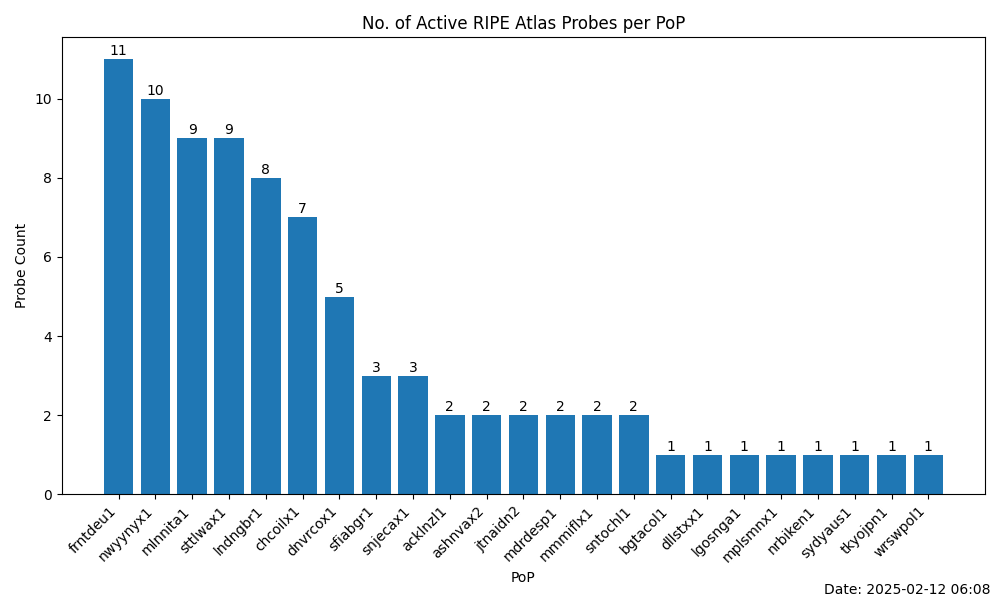 No. of Active RIPE Atlas Probes per PoP
11
10
9
9
8
7
5
3
3
2
2
2
2
2
2
1
1
1
1
1
1
1
1
10
8
6
4
2
0
Probe Count
frntdeu1
nwyynyx1
mlnnita1
sttlwax1
lndngbr1
chcoilx1
dnvrcox1
sfiabgr1
snjecax1
acklnzl1
ashnvax2
jtnaidn2
mdrdesp1
mmmiflx1
sntochl1
bgtacol1
dllstxx1
lgosnga1
mplsmnx1
nrbiken1
sydyaus1
tkyojpn1
wrswpol1
PoP
Date: 2025-02-12 06:08